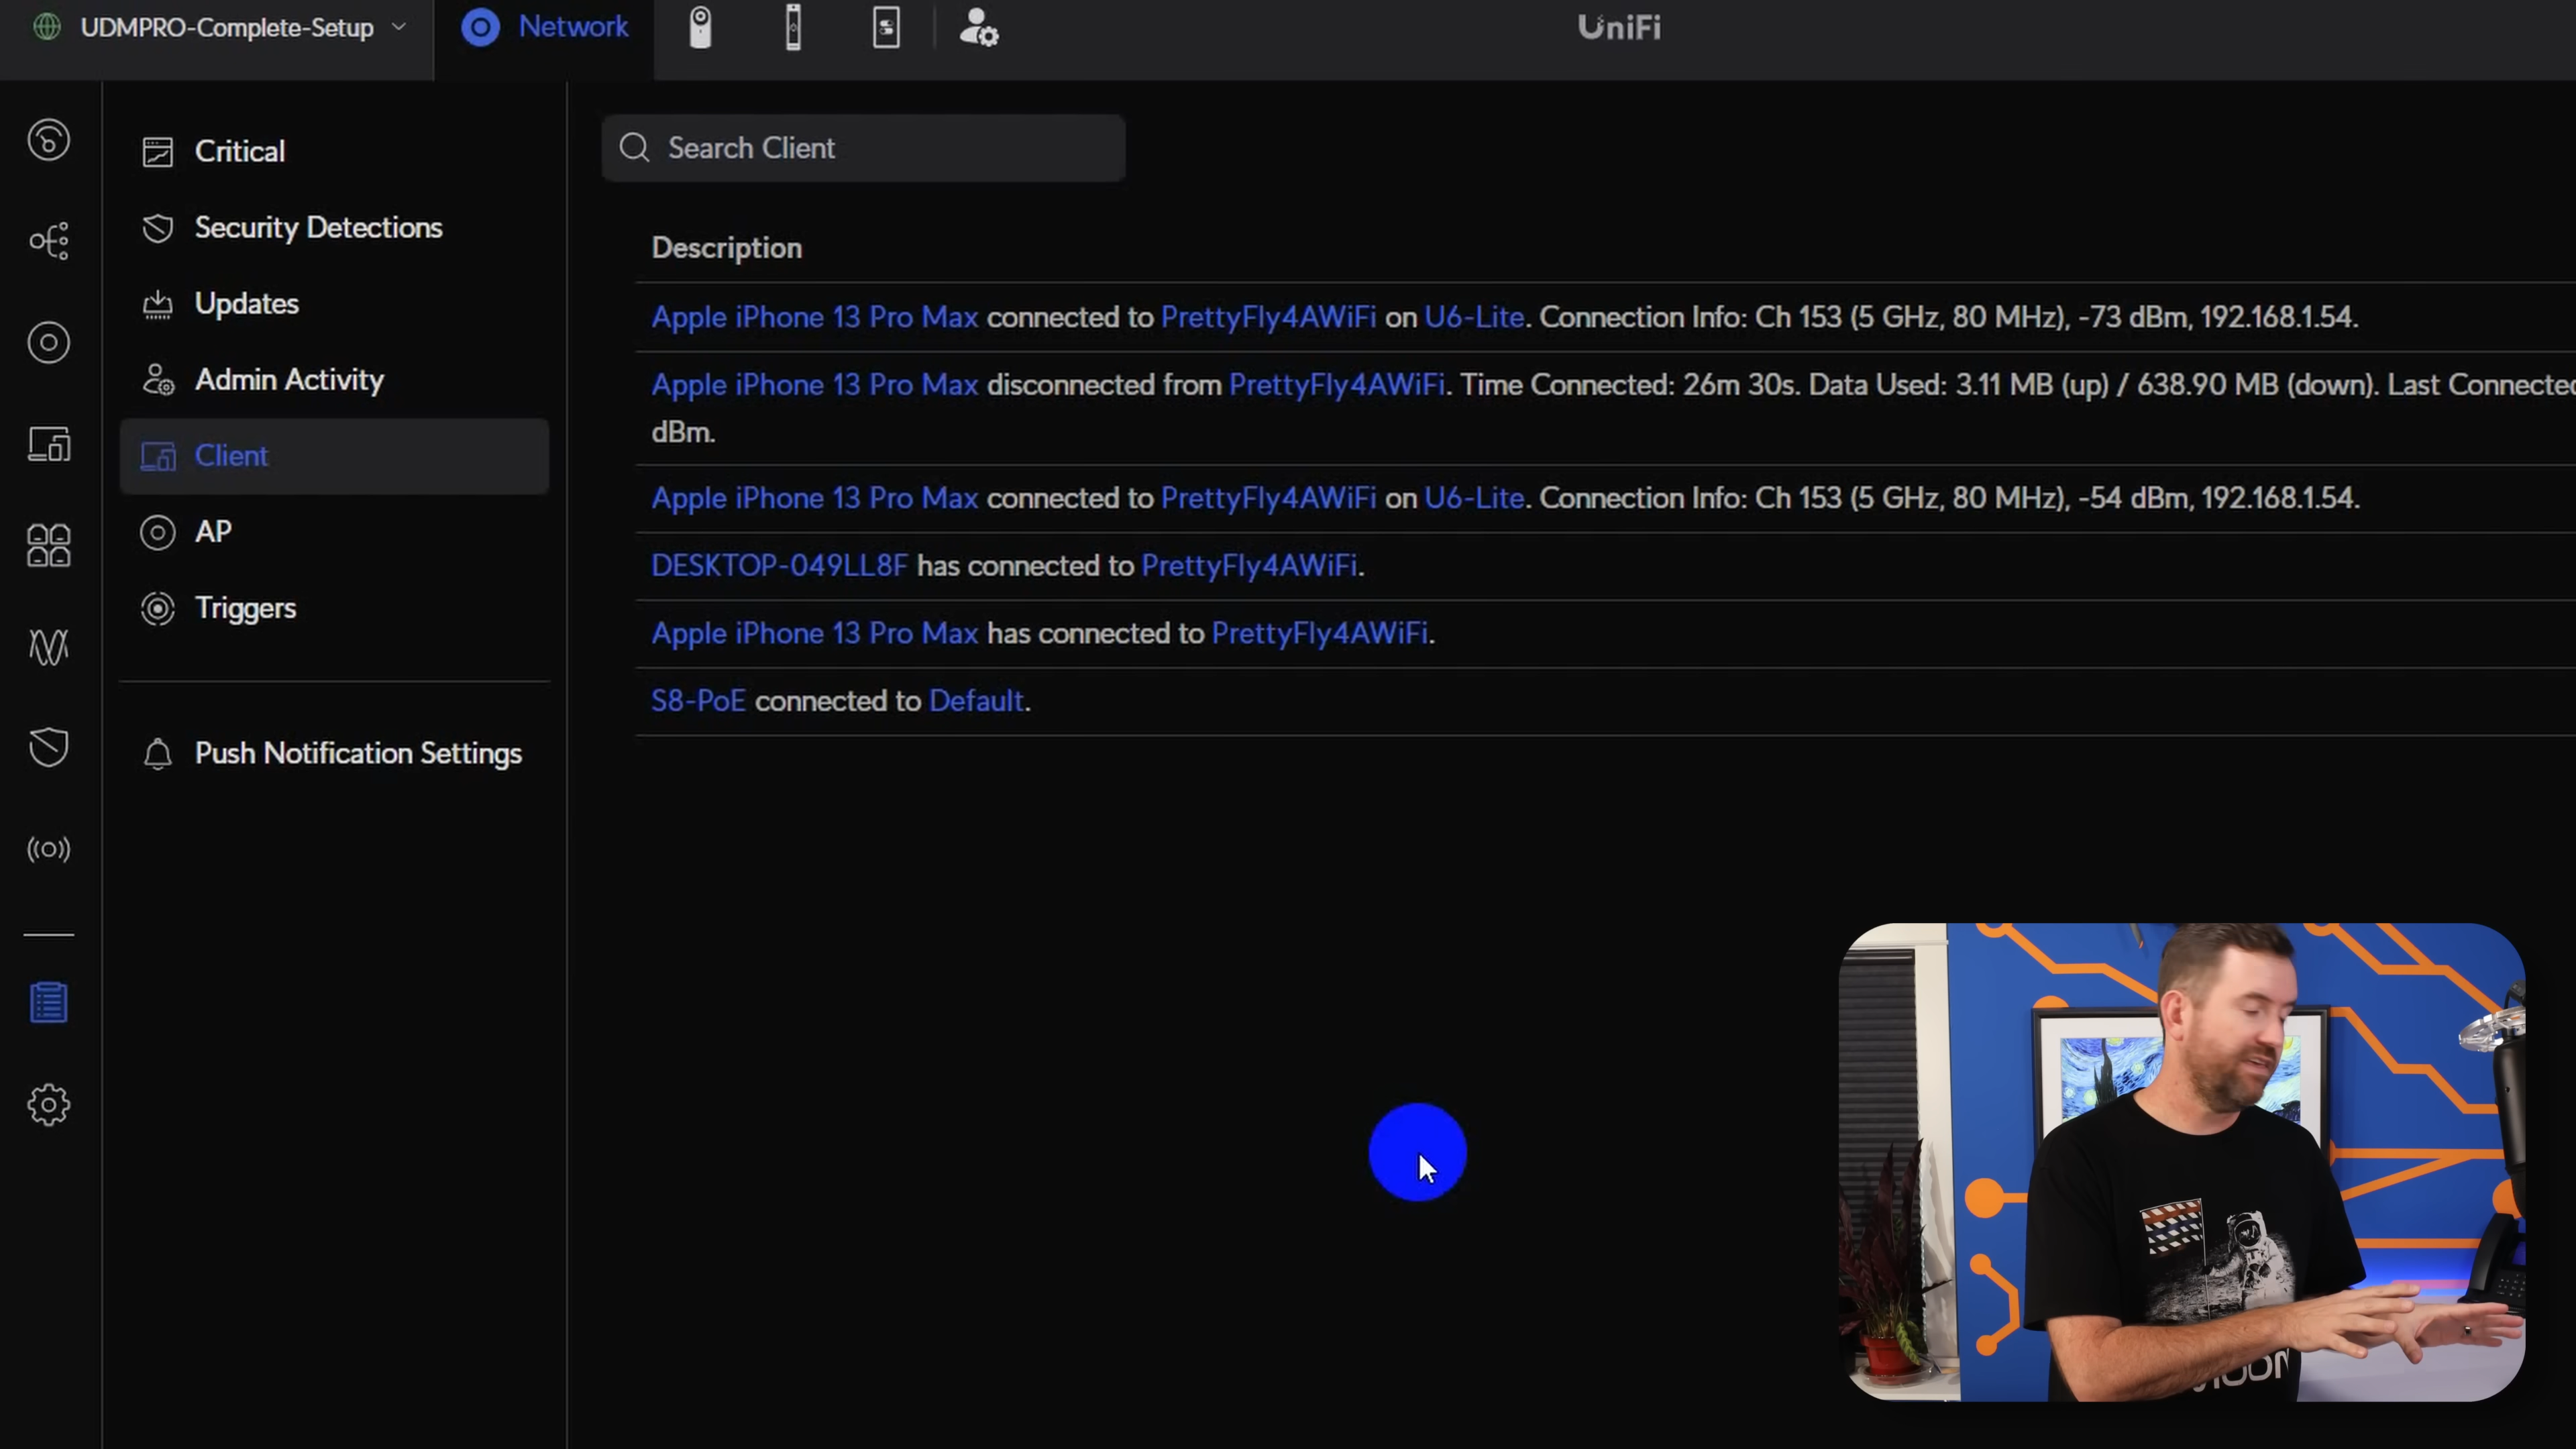 UDMPRO-Complete-Setup
Network
UniFi
Critical
Security Detections
Updates
Admin Activity
Client
AP
Triggers
Push Notification Settings
Search Client
Description
Apple iPhone 13 Pro Max connected to PrettyFly4AWiFi on U6-Lite. Connection Info: Ch 153 (5 GHz, 80 MHz), -73 dBm, 192.168.1.54.
Apple iPhone 13 Pro Max disconnected from PrettyFly4AWiFi. Time Connected: 26m 30s. Data Used: 3.11 MB (up) / 638.90 MB (down). Last Connected
dBm.
Apple iPhone 13 Pro Max connected to PrettyFly4AWiFi on U6-Lite. Connection Info: Ch 153 (5 GHz, 80 MHz), -54 dBm, 192.168.1.54.
DESKTOP-049LL8F has connected to PrettyFly4AWiFi.
Apple iPhone 13 Pro Max has connected to PrettyFly4AWiFi.
S8-PoE connected to Default.